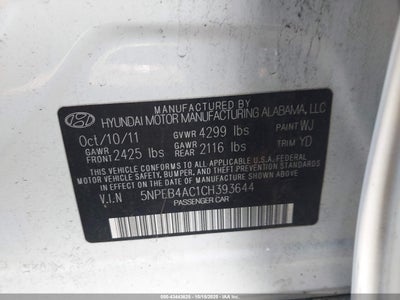 MANUFACTURED BY
HYUNDAI MOTOR MANUFACTURING ALABAMA, LLC
Oct/10/11 GVWR 4299 lbs PAINT WJ
GAWR FRONT 2425 lbs GAWR REAR 2116 lbs TRIM YD
THIS VEHICLE CONFORMS TO ALL APPLICABLE U.S.A. FEDERAL
MOTOR VEHICLE SAFETY, BUMPER, AND THEFT PREVENTION
STANDARDS IN EFFECT ON THE DATE OF MANUFACTURE SHOWN ABOVE.
V.I.N 5NPEB4AC1CH393644
PASSENGER CAR